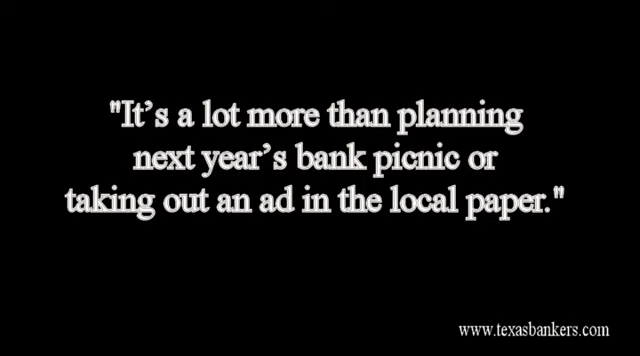 "It’s a lot more than planning
next year’s bank picnic or
taking out an ad in the local paper."
www.texasbankers.com